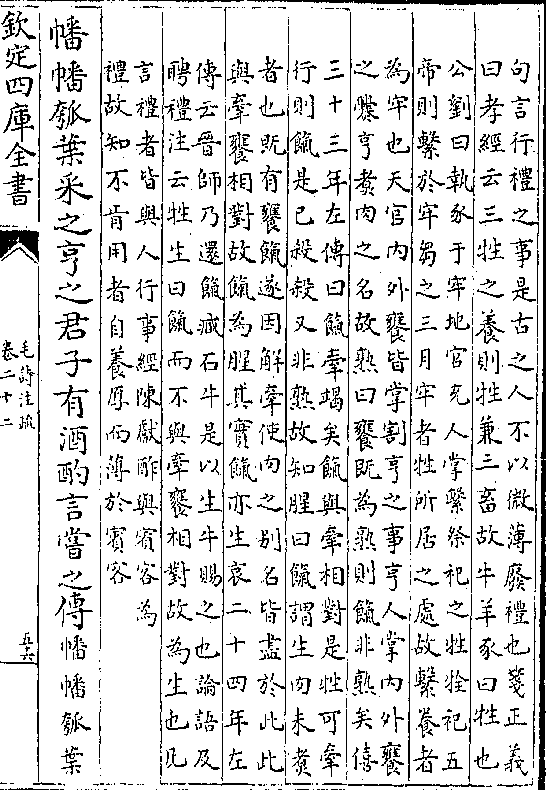 句言行禮之事是古之人不以微薄廢禮也箋正義
曰孝經云三牲之養則牲兼三畜故牛羊豕曰牲也
公劉曰執豕于牢地官充人掌繫祭祀之牲牷祀五
帝則繫於牢芻之三月牢者牲所居之處故繫養者
為牢也天官內外饔皆掌割亨之事亨人掌內外饔
之爨亨煑肉之名故熟曰饔既為熟則餼非熟矣僖
三十三年左傳曰餼牽竭矣餼與牽相對是牲可牽
行則餼是已殺殺又非熟故知腥曰餼謂生肉未煑
者也既有饔餼遂因解牽使肉之别名皆盡於此此
與牽饔相對故餼為腥其實餼亦生哀二十四年左
傳云晉師乃還餼臧石牛是以生牛賜之也論語及
聘禮注云牲生曰餼而不與牽饔相對故為生也凡
言禮者皆與人行事經陳獻酢與賓客為
禮故知不肯用者自養厚而薄於賓客
幡幡瓠葉采之亨之君子有酒酌言嘗之傳幡幡瓠葉
欽定四庫全書
毛詩注疏
卷二十二
五六